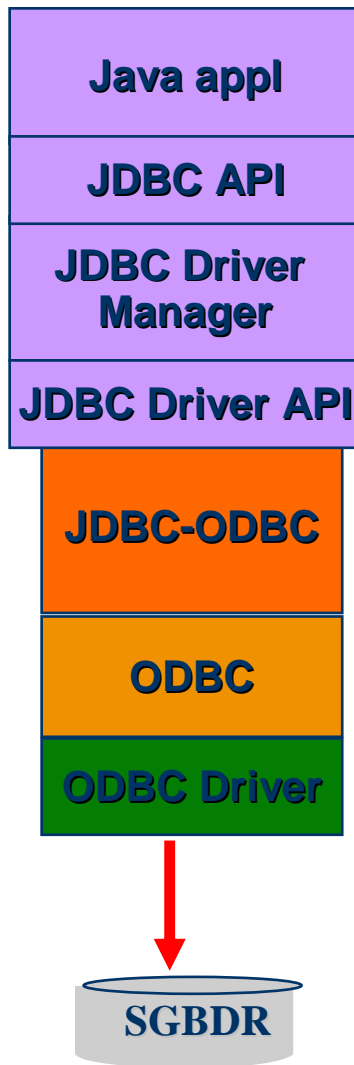 Java appl
JDBC API
JDBC Driver
Manager
JDBC Driver API
JDBC-ODBC
ODBC
ODBC Driver
SGBDR